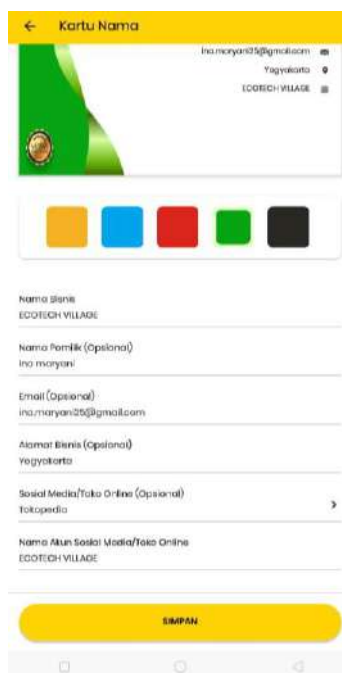 Kartu Nama
ina.maryani25@gmail.com
Yogyakarta
ECOTECH VILLAGE
Nama Bisnis
ECOTECH VILLAGE
Nama Pemilik (Opsional)
Ina maryani
Email (Opsional)
ina.maryani25@gmail.com
Alamat Bisnis (Opsional)
Yogyakarta
Sosial Media/Toko Online (Opsional)
Tokopedia
Nama Akun Sosial Media/Toko Online
ECOTECH VILLAGE
SIMPAN